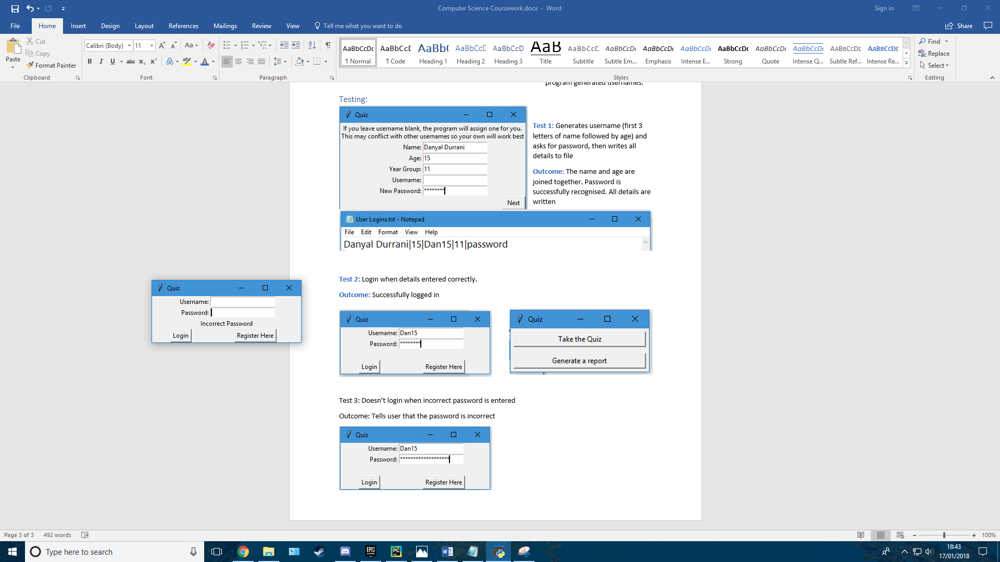 Computer Science Coursework.docx - Word
Sign in
File Home Insert Design Layout References Mailings Review View Tell me what you want to do
Share
Paste
Cut
Copy
Format Painter
Clipboard
Calibri (Body) 11
Font
Paragraph
AaBbCcDc AaBbCcD AaBb( AaBbCcD AaBbCcD AaB AaBbCcD AaBbCcDc AaBbCcDc AaBbCcDc AaBbCcDc AaBbCcDc AaBbCcDc AaBbCcDc AaBbCcDc
¶ Normal ¶ Code Heading 1 Heading 2 Heading 3 Title Subtitle Subtle Em... Emphasis Intense E... Strong Quote Intense Q... Subtle Ref... Intense Re...
Styles
Find
Replace
Select
Editing
program generated usernames.
Testing:
Quiz
If you leave username blank, the program will assign one for you.
This may conflict with other usernames so your own will work best
Name: Danyal Durrani
Age: 15
Year Group: 11
Username:
New Password: ********
Next
Test 1: Generates username (first 3
letters of name followed by age) and
asks for password, then writes all
details to file
Outcome: The name and age are
joined together. Password is
successfully recognised. All details are
written
User Logins.txt - Notepad
File Edit Format View Help
Danyal Durrani|15|Dan15|11|password
Test 2: Login when details entered correctly.
Outcome: Successfully logged in
Quiz
Username:
Password:
Incorrect Password
Login Register Here
Quiz
Username: Dan15
Password: ********
Login Register Here
Quiz
Take the Quiz
Generate a report
Test 3: Doesn’t login when incorrect password is entered
Outcome: Tells user that the password is incorrect
Quiz
Username: Dan15
Password: *******************
Login Register Here
Page 3 of 3 492 words
100%
Type here to search
18:43
17/01/2018